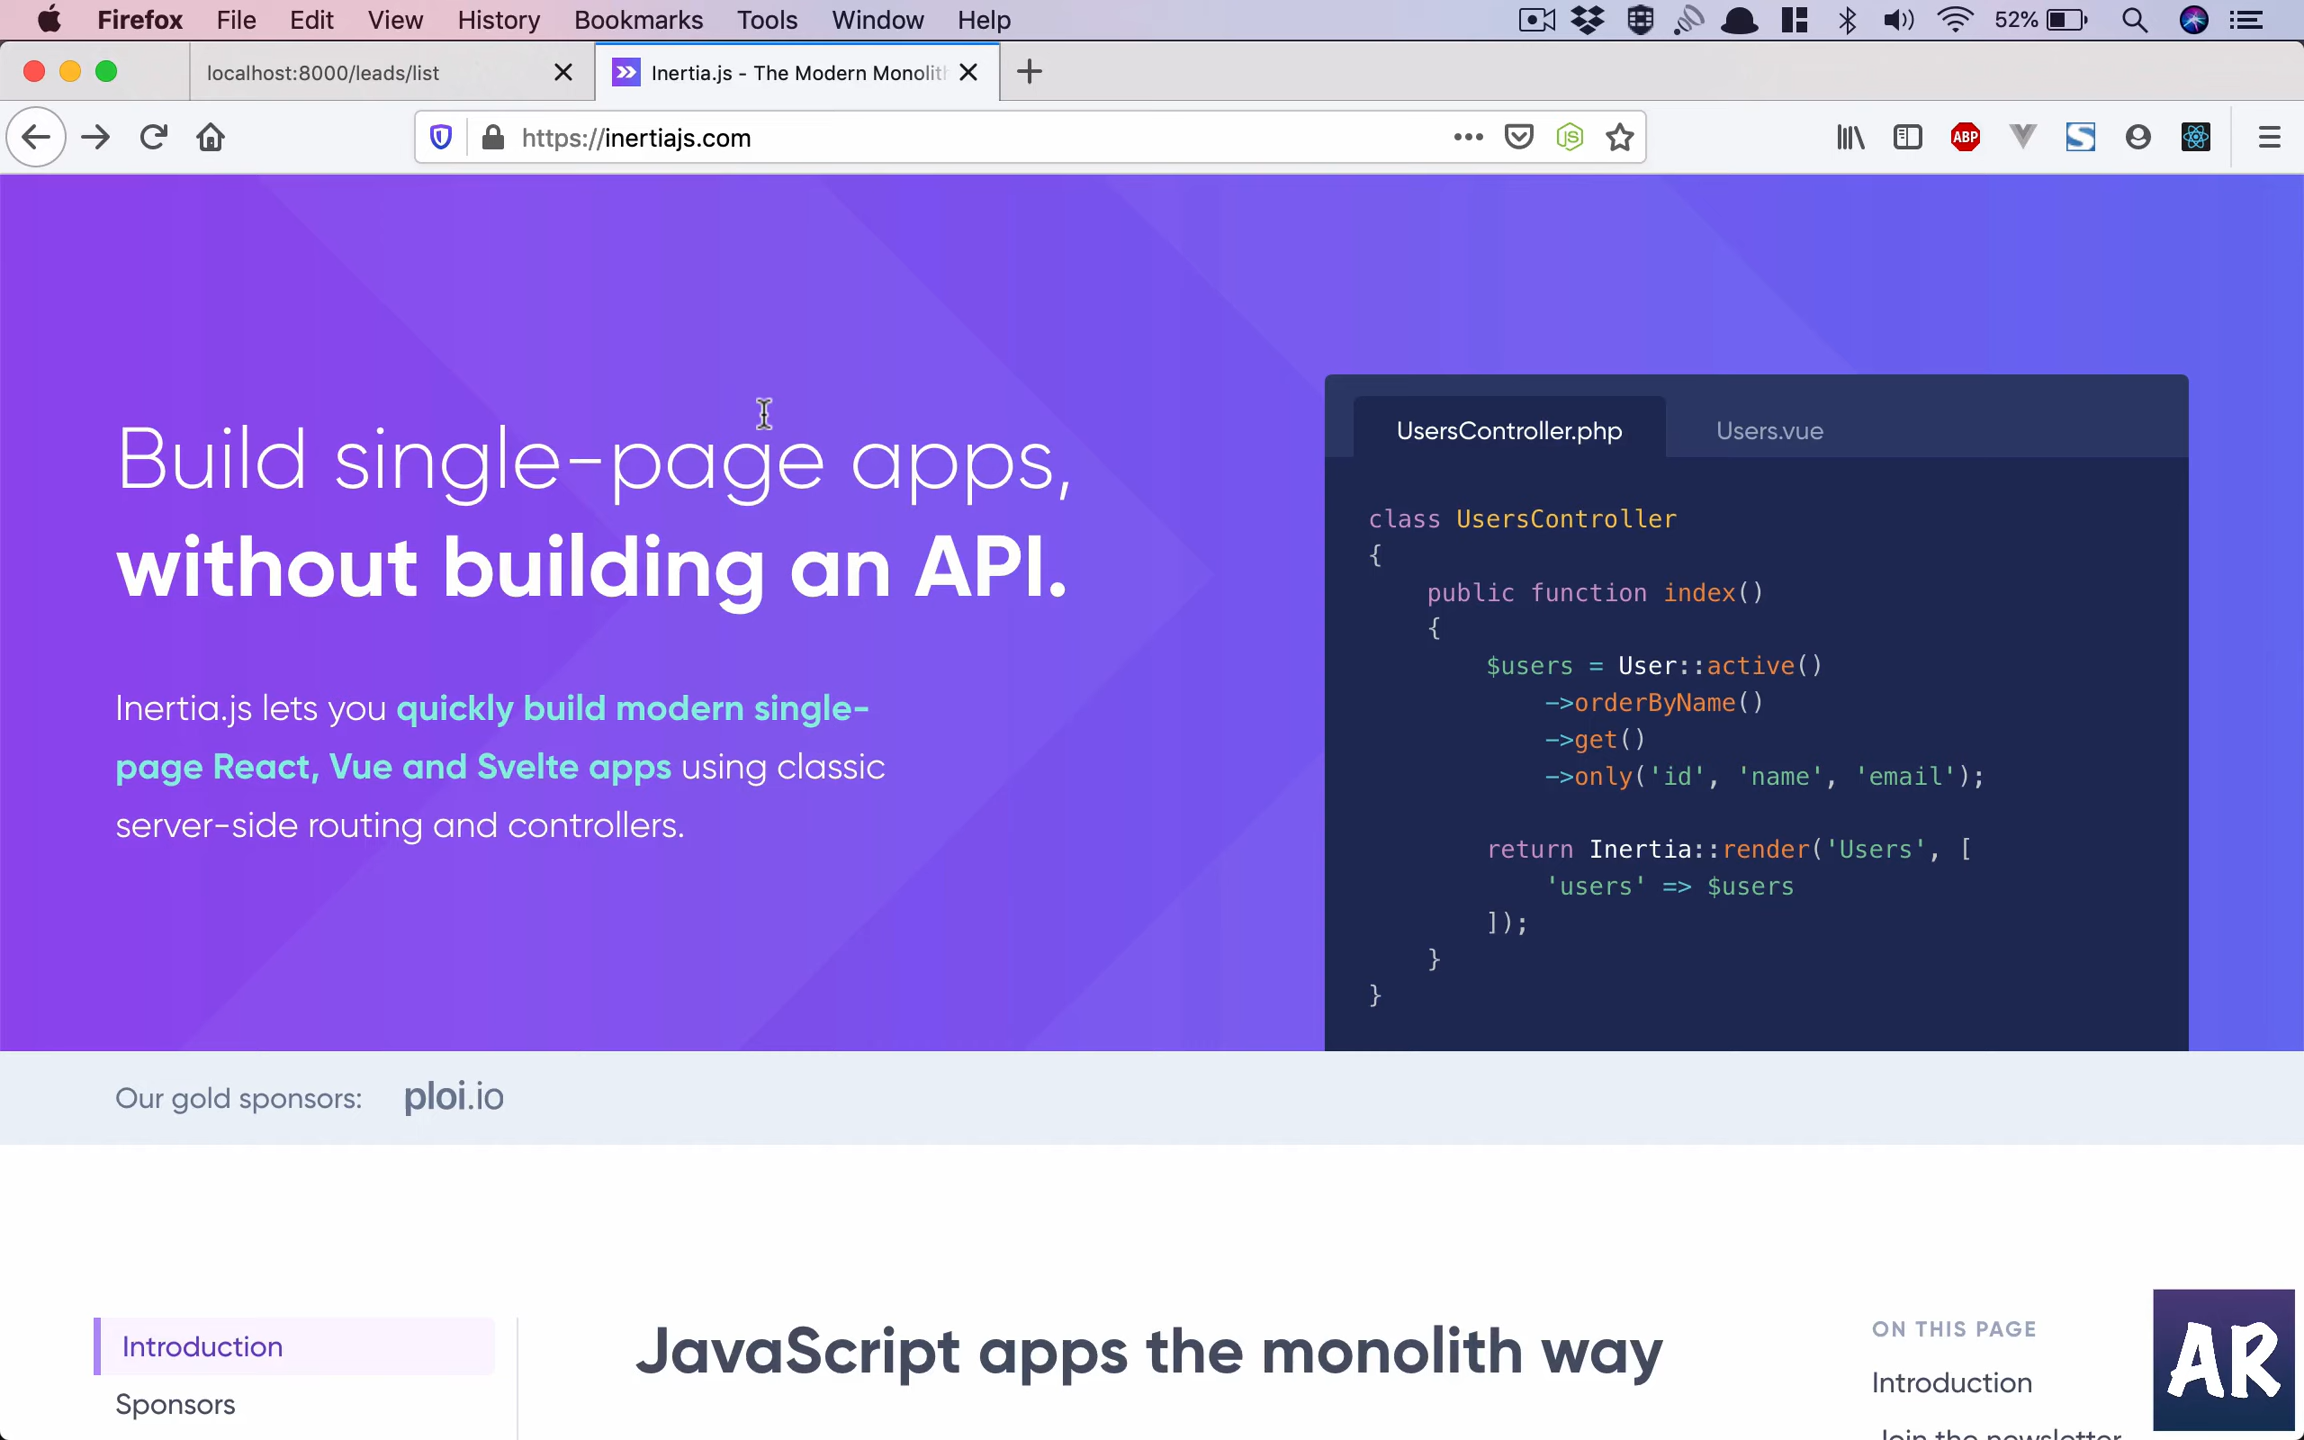 Firefox File Edit View History Bookmarks Tools Window Help 52%
localhost:8000/leads/list
Inertia.js - The Modern Monolith
https://inertiajs.com
ABP
Build single-page apps,
without building an API.
Inertia.js lets you quickly build modern single-
page React, Vue and Svelte apps using classic
server-side routing and controllers.
UsersController.php Users.vue
class UsersController
{
public function index()
{
$users = User::active()
->orderByName()
->get()
->only('id', 'name', 'email');
return Inertia::render('Users', [
'users' => $users
]);
}
}
Our gold sponsors: ploi.io
Introduction
Sponsors
JavaScript apps the monolith way
ON THIS PAGE
Introduction
Join the newsletter
AR